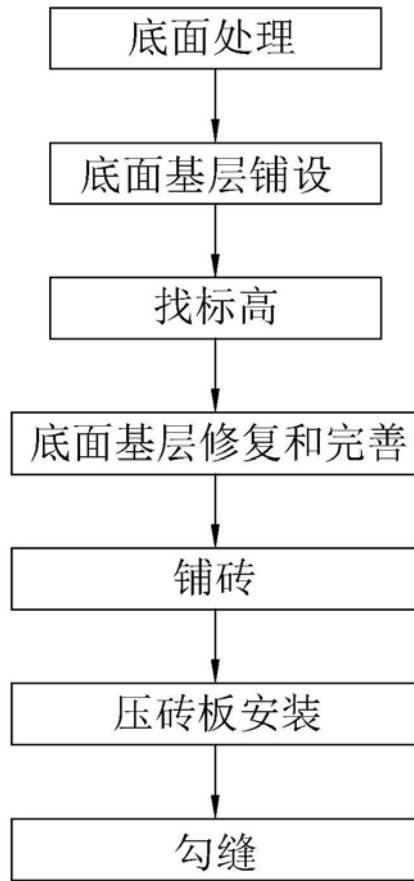 底面处理
底面基层铺设
找标高
底面基层修复和完善
铺砖
压砖板安装
勾缝